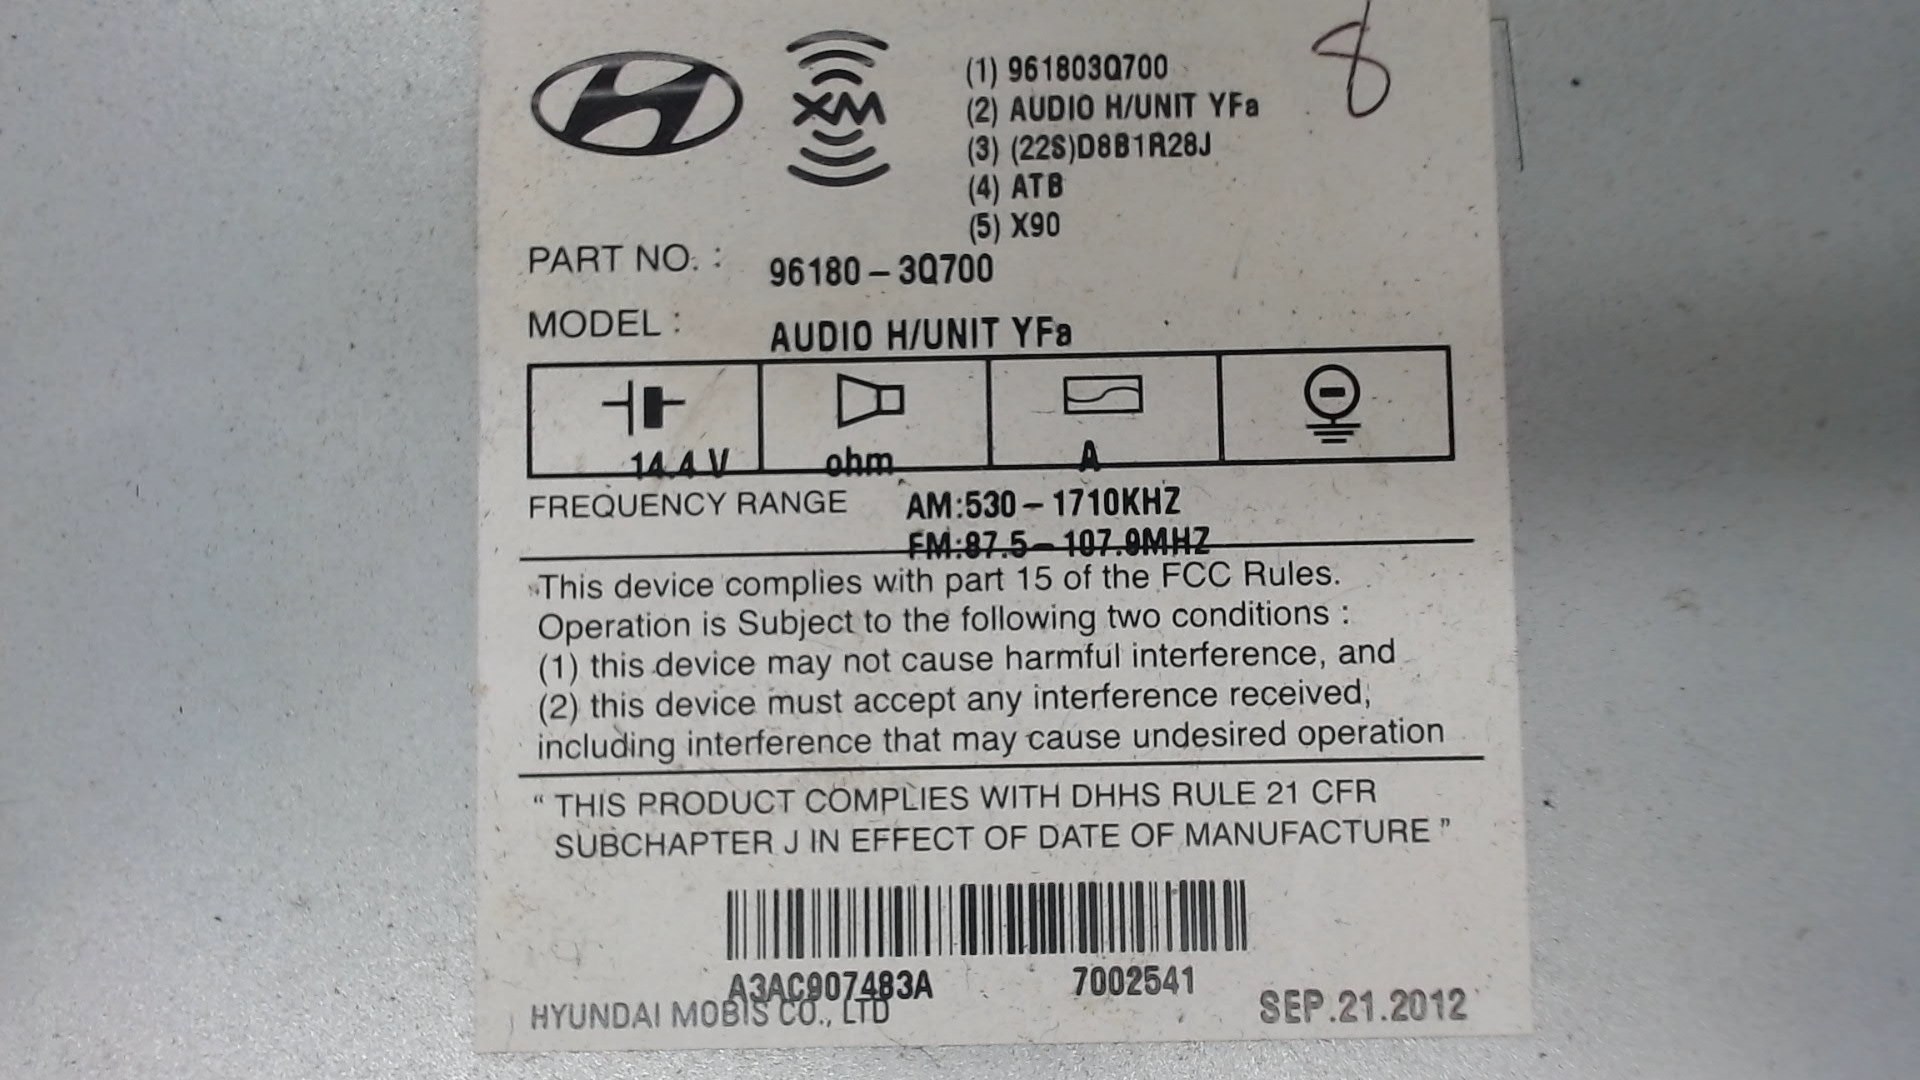 XM
(1) 961803Q700
(2) AUDIO H/UNIT YFa
(3) (22S)D8B1R28J
(4) ATB
(5) X90
8
PART NO. : 96180-3Q700
MODEL : AUDIO H/UNIT YFa
14.4 V ohm A
FREQUENCY RANGE AM:530-1710KHZ
FM:87.5-107.9MHZ
This device complies with part 15 of the FCC Rules.
Operation is Subject to the following two conditions :
(1) this device may not cause harmful interference, and
(2) this device must accept any interference received,
including interference that may cause undesired operation
“ THIS PRODUCT COMPLIES WITH DHHS RULE 21 CFR
SUBCHAPTER J IN EFFECT OF DATE OF MANUFACTURE ”
A3AC907483A 7002541
HYUNDAI MOBIS CO., LTD SEP.21.2012